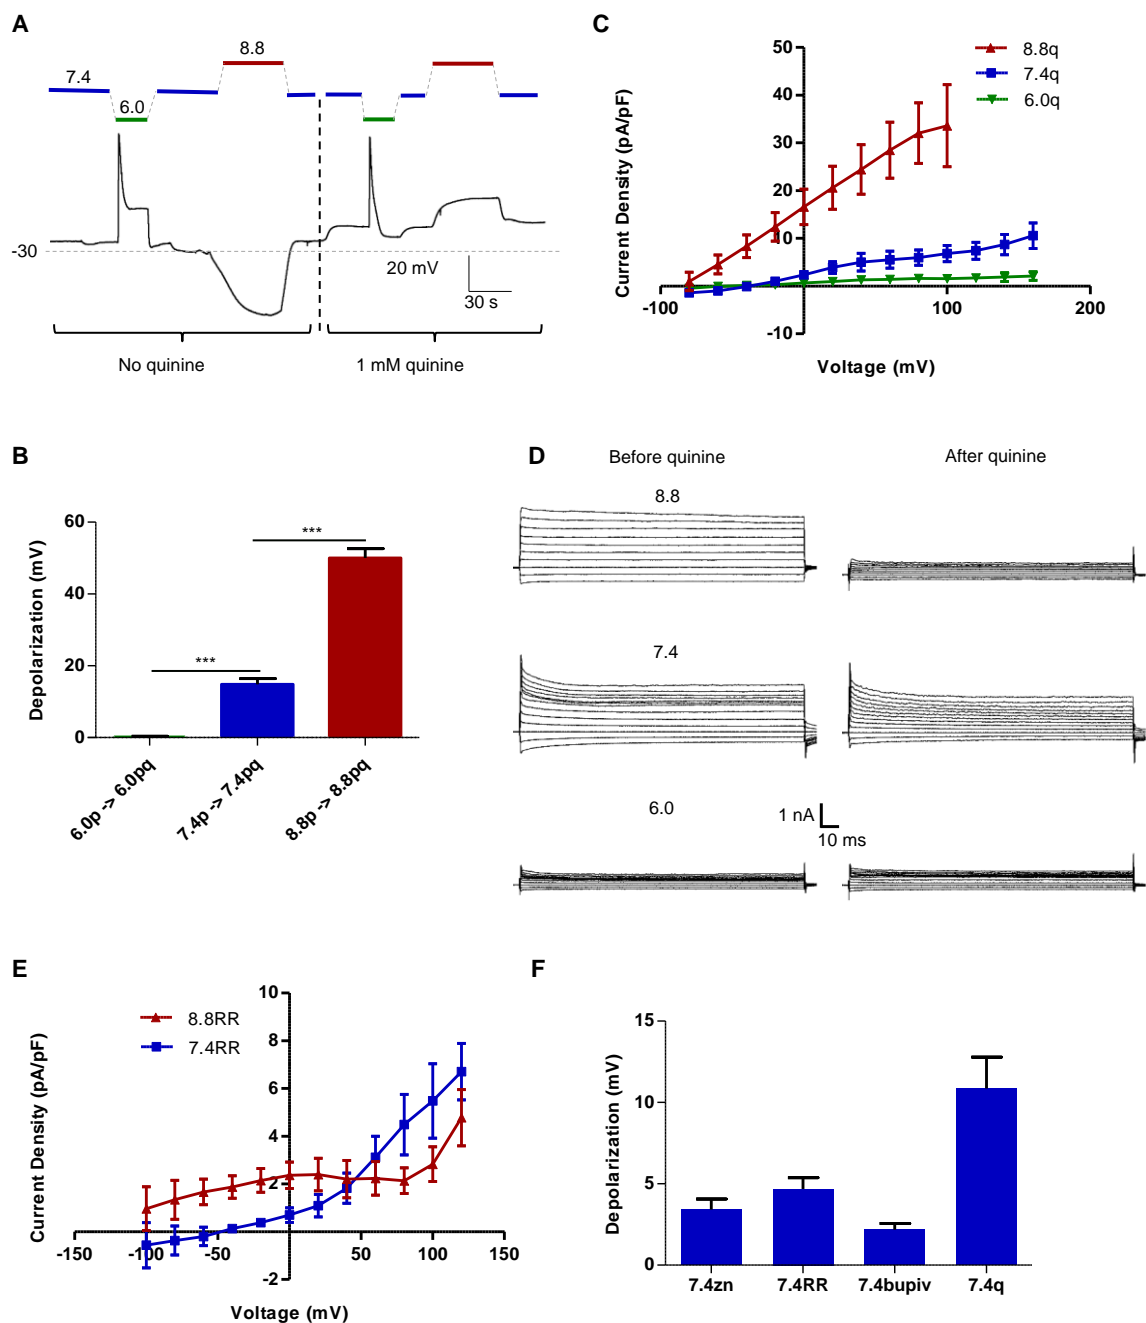 A
7.4
6.0
8.8
-30
20 mV
30 s
No quinine
1 mM quinine
C
8.8q
7.4q
6.0q
50
40
30
20
10
-10
-100
100
200
Current Density (pA/pF)
Voltage (mV)
B
60
40
20
0
Depolarization (mV)
***
***
6.0p -> 6.0pq
7.4p -> 7.4pq
8.8p -> 8.8pq
D
Before quinine
After quinine
8.8
7.4
6.0
1 nA
10 ms
E
8.8RR
7.4RR
10
8
6
4
2
-2
-150
-100
-50
50
100
150
Current Density (pA/pF)
Voltage (mV)
F
15
10
5
0
Depolarization (mV)
7.4zn
7.4RR
7.4bupiv
7.4q